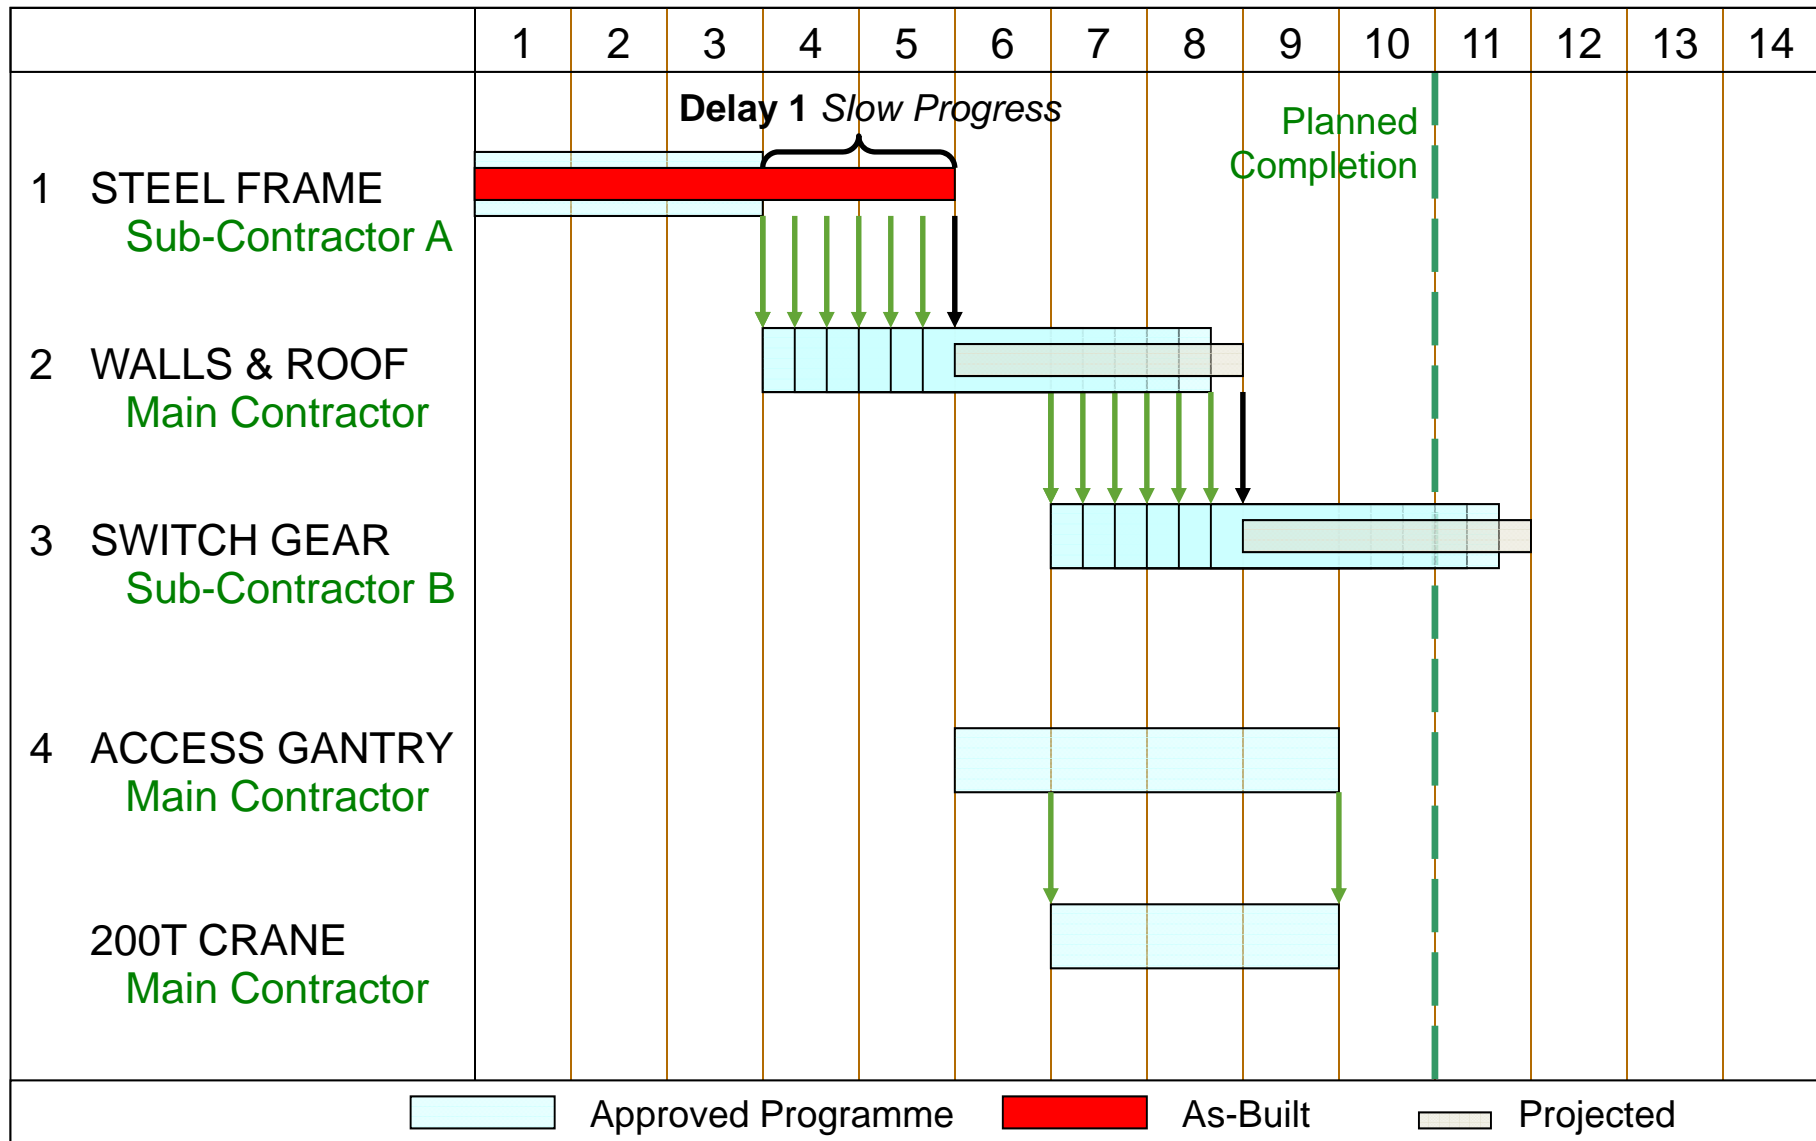 1 2 3 4 5 6 7 8 9 10 11 12 13 14
Delay 1 Slow Progress
Planned
Completion
1 STEEL FRAME
Sub-Contractor A
2 WALLS & ROOF
Main Contractor
3 SWITCH GEAR
Sub-Contractor B
4 ACCESS GANTRY
Main Contractor
200T CRANE
Main Contractor
Approved Programme As-Built Projected